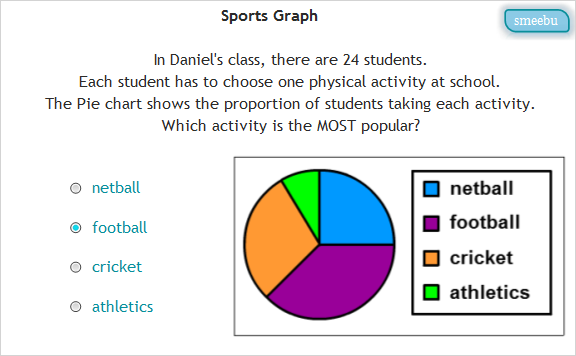 Sports Graph
smeebu
In Daniel's class, there are 24 students.
Each student has to choose one physical activity at school.
The Pie chart shows the proportion of students taking each activity.
Which activity is the MOST popular?
netball
football
cricket
athletics
netball
football
cricket
athletics